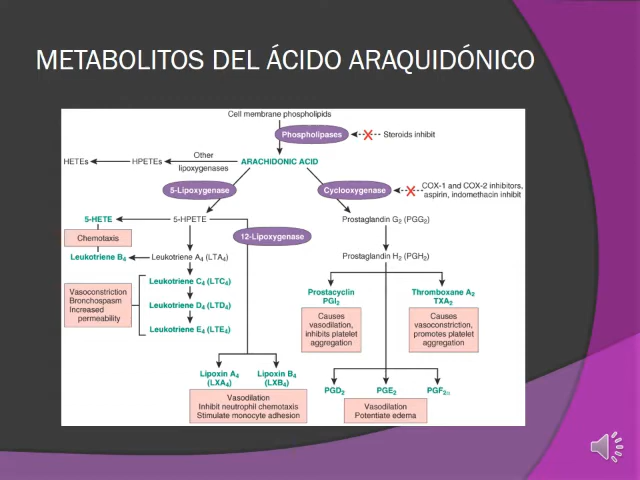 METABOLITOS DEL ÁCIDO ARAQUIDÓNICO
Cell membrane phospholipids
Phospholipases
Steroids inhibit
HETEs
HPETEs
Other
lipoxygenases
ARACHIDONIC ACID
5-Lipoxygenase
Cyclooxygenase
COX-1 and COX-2 inhibitors,
aspirin, indomethacin inhibit
5-HETE
5-HPETE
Prostaglandin G₂ (PGG₂)
Chemotaxis
12-Lipoxygenase
Leukotriene B₄
Leukotriene A₄ (LTA₄)
Prostaglandin H₂ (PGH₂)
Vasoconstriction
Bronchospasm
Increased
permeability
Leukotriene C₄ (LTC₄)
Leukotriene D₄ (LTD₄)
Leukotriene E₄ (LTE₄)
Prostacyclin
PGI₂
Causes
vasodilation,
inhibits platelet
aggregation
Thromboxane A₂
TXA₂
Causes
vasoconstriction,
promotes platelet
aggregation
Lipoxin A₄
(LXA₄)
Lipoxin B₄
(LXB₄)
Vasodilation
Inhibit neutrophil chemotaxis
Stimulate monocyte adhesion
PGD₂
PGE₂
PGF₂α
Vasodilation
Potentiate edema